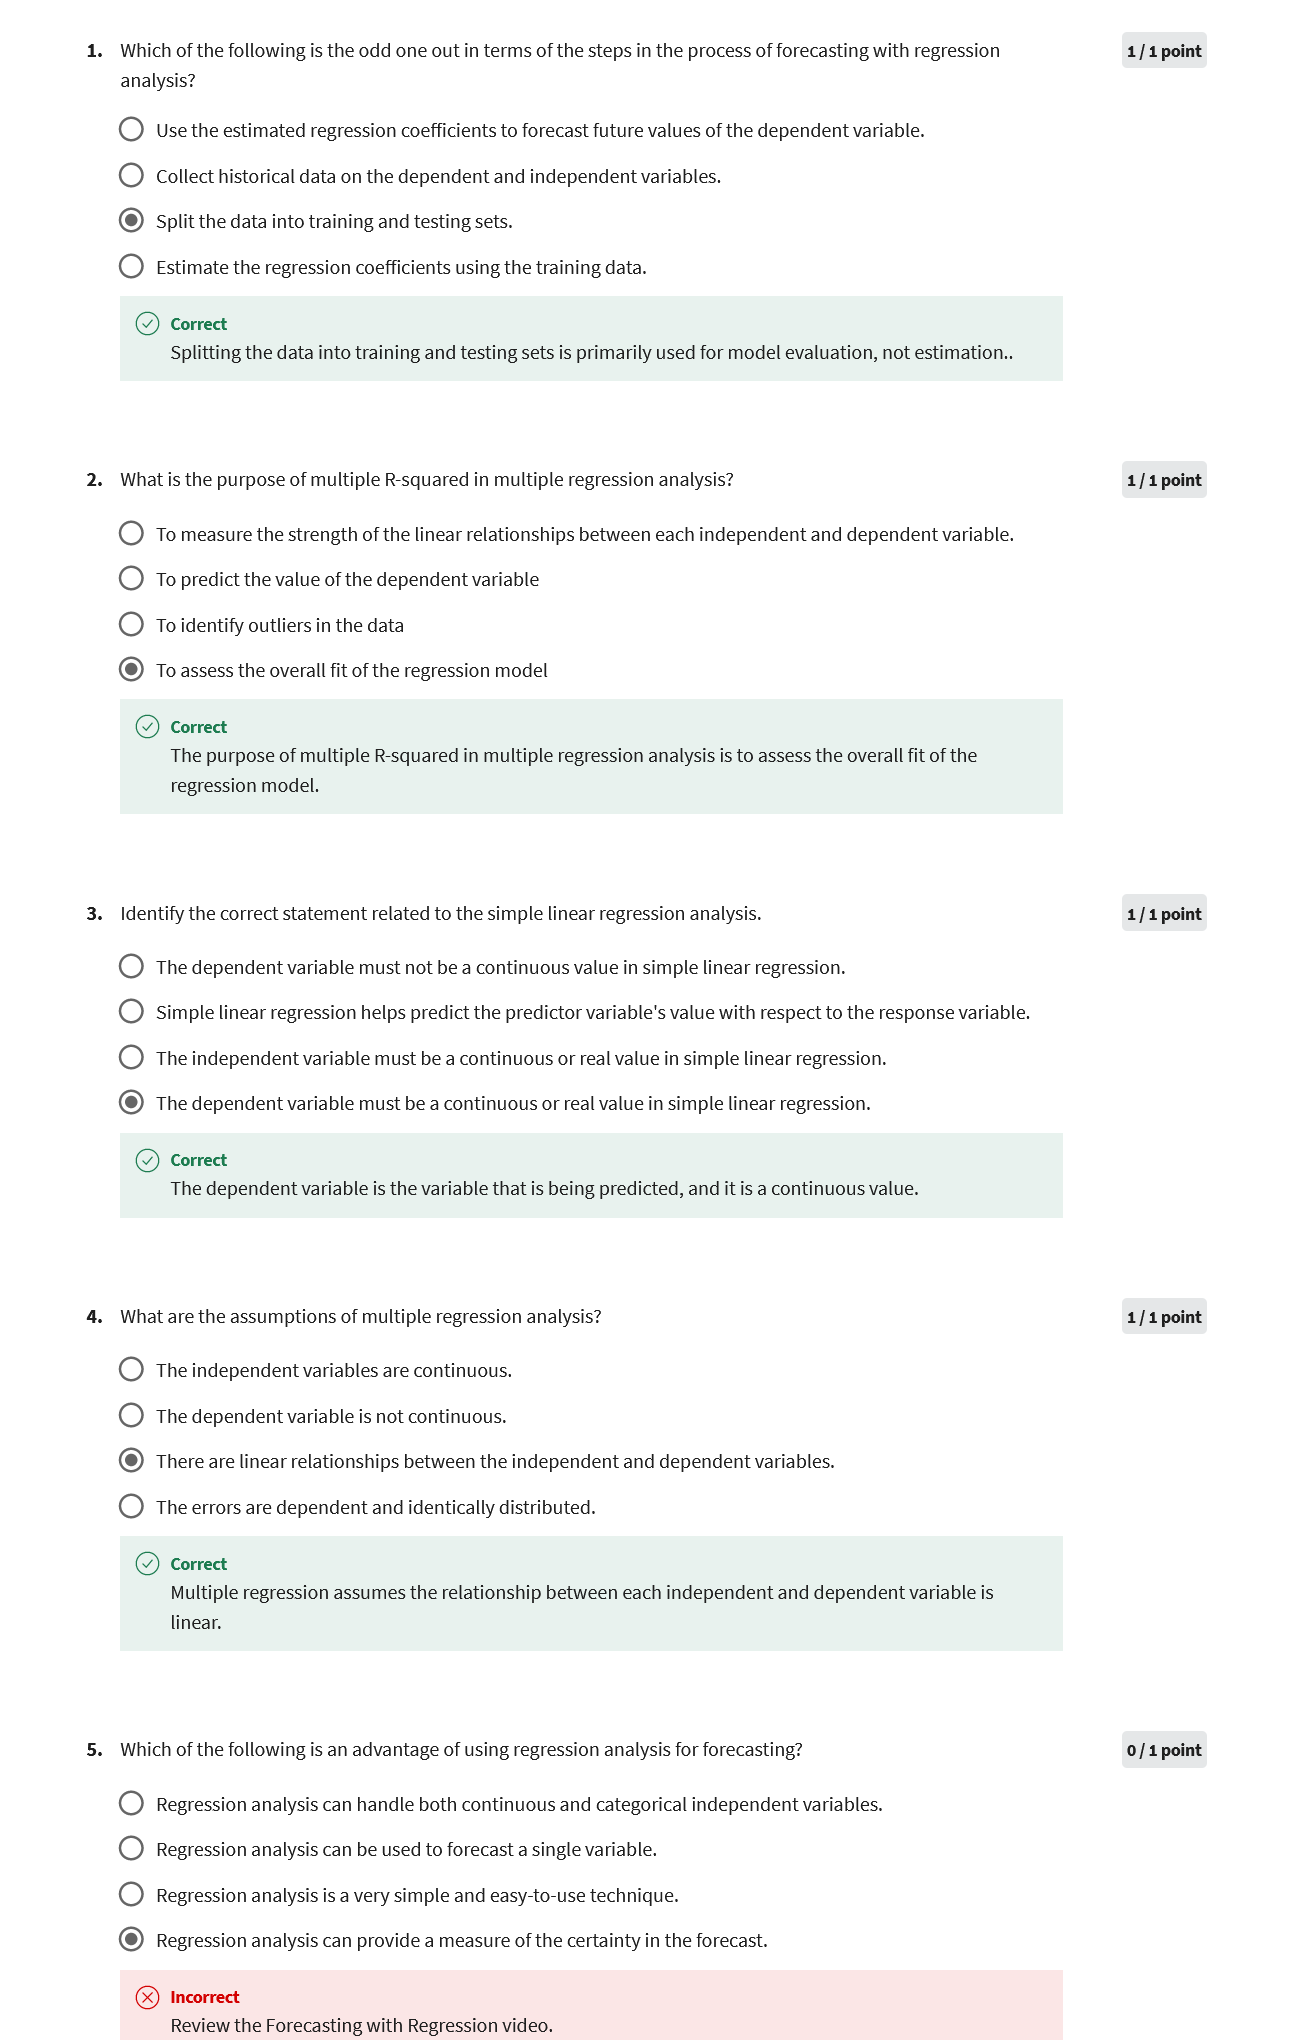 1. Which of the following is the odd one out in terms of the steps in the process of forecasting with regression
analysis?
1 / 1 point
Use the estimated regression coefficients to forecast future values of the dependent variable.
Collect historical data on the dependent and independent variables.
Split the data into training and testing sets.
Estimate the regression coefficients using the training data.
Correct
Splitting the data into training and testing sets is primarily used for model evaluation, not estimation..
2. What is the purpose of multiple R-squared in multiple regression analysis?
1 / 1 point
To measure the strength of the linear relationships between each independent and dependent variable.
To predict the value of the dependent variable
To identify outliers in the data
To assess the overall fit of the regression model
Correct
The purpose of multiple R-squared in multiple regression analysis is to assess the overall fit of the
regression model.
3. Identify the correct statement related to the simple linear regression analysis.
1 / 1 point
The dependent variable must not be a continuous value in simple linear regression.
Simple linear regression helps predict the predictor variable's value with respect to the response variable.
The independent variable must be a continuous or real value in simple linear regression.
The dependent variable must be a continuous or real value in simple linear regression.
Correct
The dependent variable is the variable that is being predicted, and it is a continuous value.
4. What are the assumptions of multiple regression analysis?
1 / 1 point
The independent variables are continuous.
The dependent variable is not continuous.
There are linear relationships between the independent and dependent variables.
The errors are dependent and identically distributed.
Correct
Multiple regression assumes the relationship between each independent and dependent variable is
linear.
5. Which of the following is an advantage of using regression analysis for forecasting?
0 / 1 point
Regression analysis can handle both continuous and categorical independent variables.
Regression analysis can be used to forecast a single variable.
Regression analysis is a very simple and easy-to-use technique.
Regression analysis can provide a measure of the certainty in the forecast.
Incorrect
Review the Forecasting with Regression video.